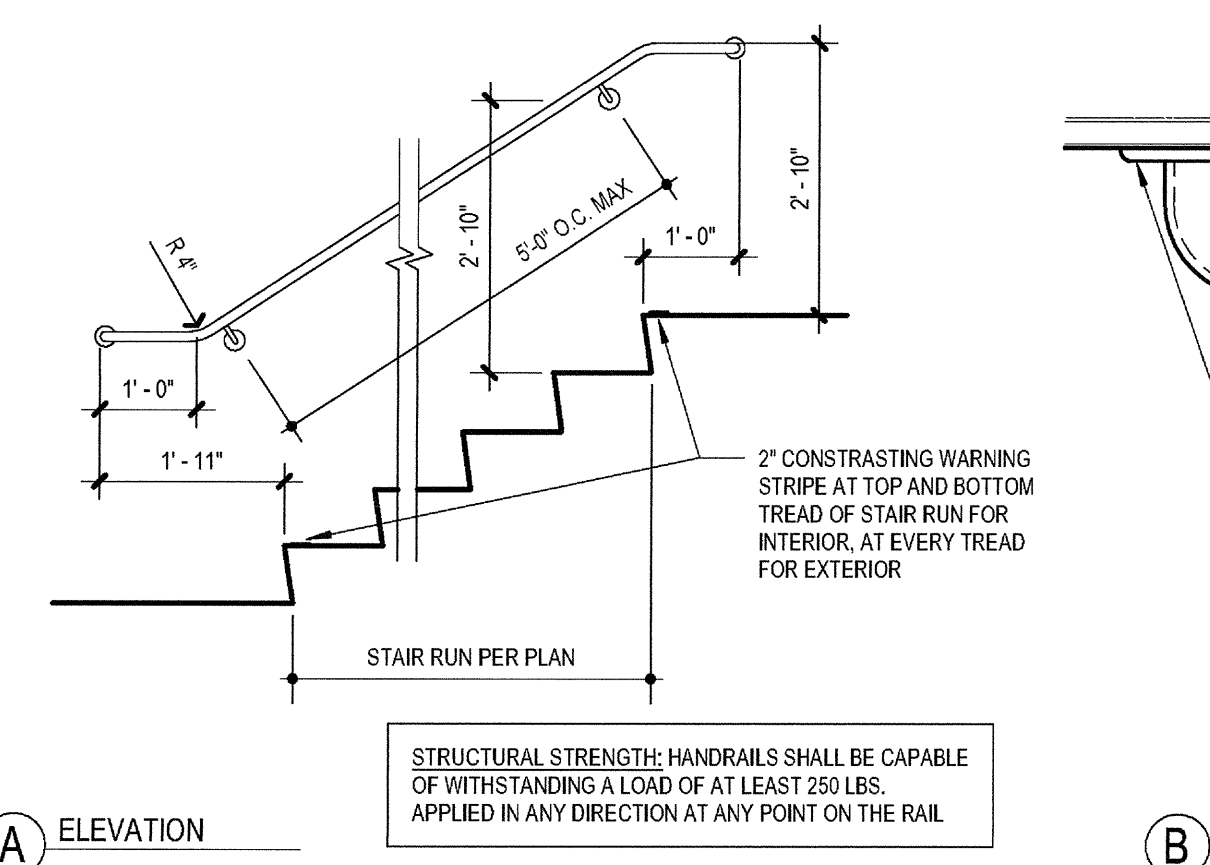 2' - 10"
2' - 10"
5'-0" O.C. MAX
1' - 0"
R 4"
1' - 0"
1' - 11"
2" CONSTRASTING WARNING
STRIPE AT TOP AND BOTTOM
TREAD OF STAIR RUN FOR
INTERIOR, AT EVERY TREAD
FOR EXTERIOR
STAIR RUN PER PLAN
STRUCTURAL STRENGTH: HANDRAILS SHALL BE CAPABLE
OF WITHSTANDING A LOAD OF AT LEAST 250 LBS.
APPLIED IN ANY DIRECTION AT ANY POINT ON THE RAIL
A ELEVATION
B